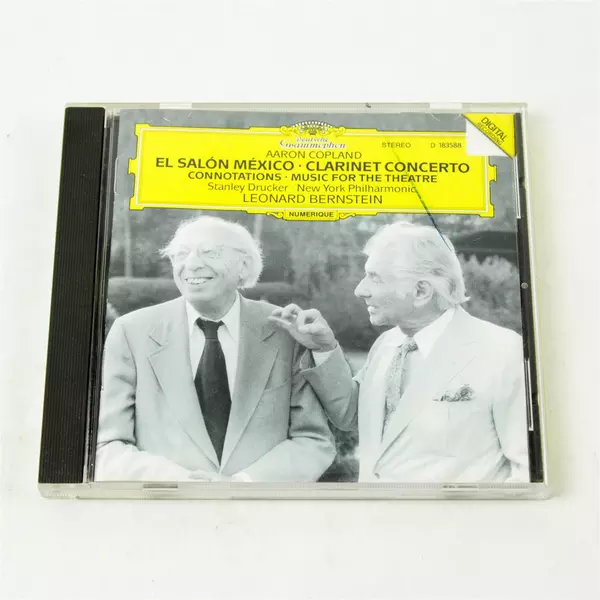 Deutsche
Grammophon
STEREO D 183588
DIGITAL
RECORDING
AARON COPLAND
EL SALÓN MÉXICO · CLARINET CONCERTO
CONNOTATIONS · MUSIC FOR THE THEATRE
Stanley Drucker · New York Philharmonic
LEONARD BERNSTEIN
NUMERIQUE